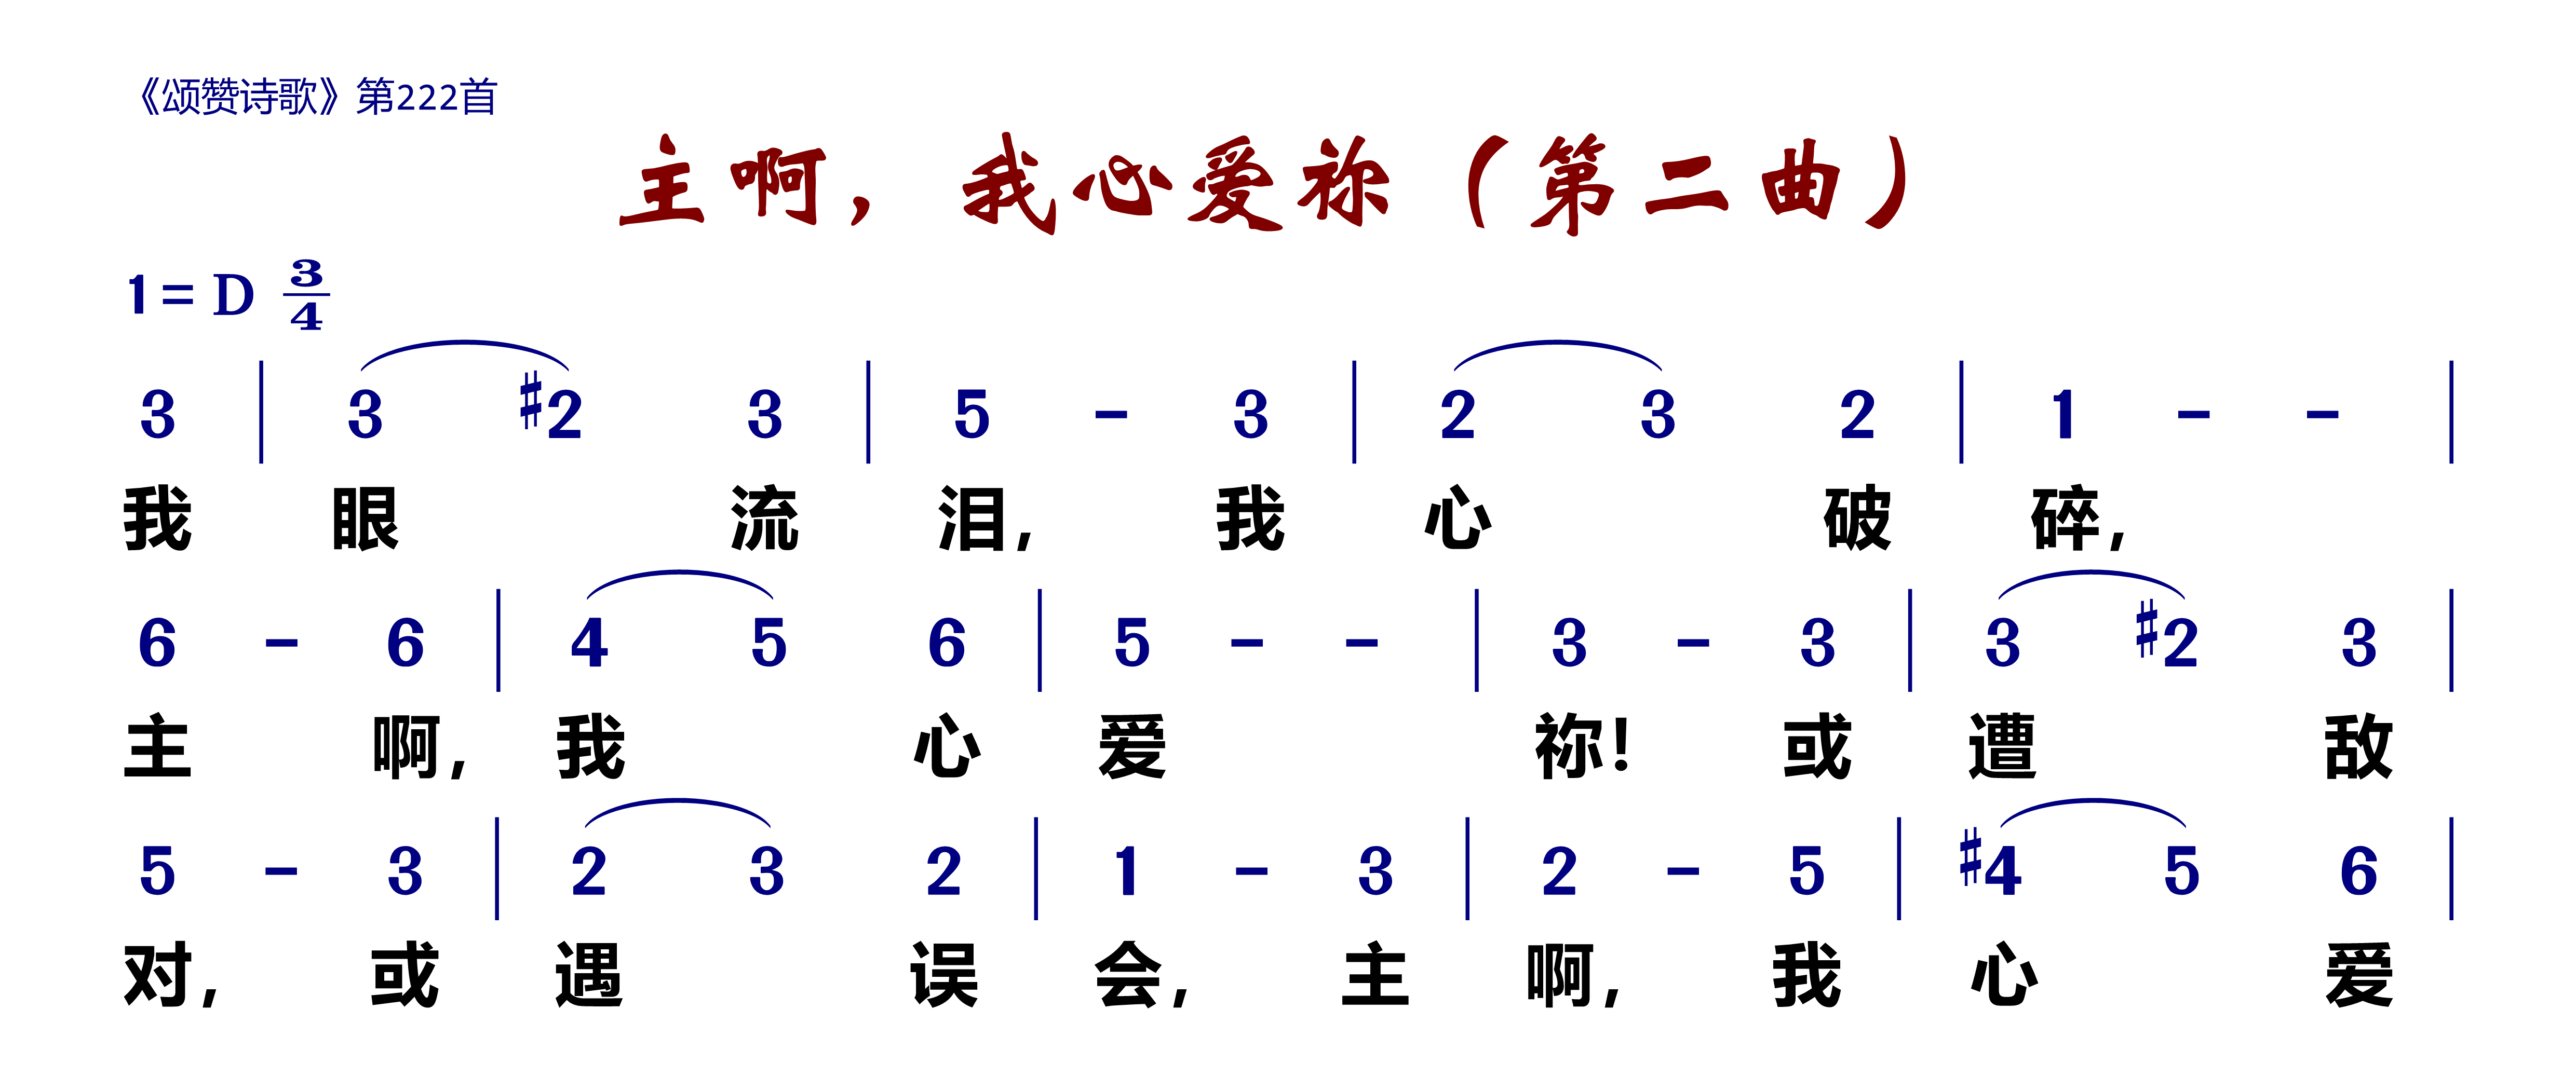 《颂赞诗歌》第222首
主啊，我心爱祢（第二曲）
1= D 3/4
3 | 3 #2 3 | 5 - 3 | 2 3 2 | 1 - - |
我 眼 流 泪， 我 心 破 碎，
6 - 6 | 4 5 6 | 5 - - | 3 - 3 | 3 #2 3 |
主 啊， 我 心 爱 祢！ 或 遭 敌
5 - 3 | 2 3 2 | 1 - 3 | 2 - 5 | #4 5 6 |
对， 或 遇 误 会， 主 啊， 我 心 爱